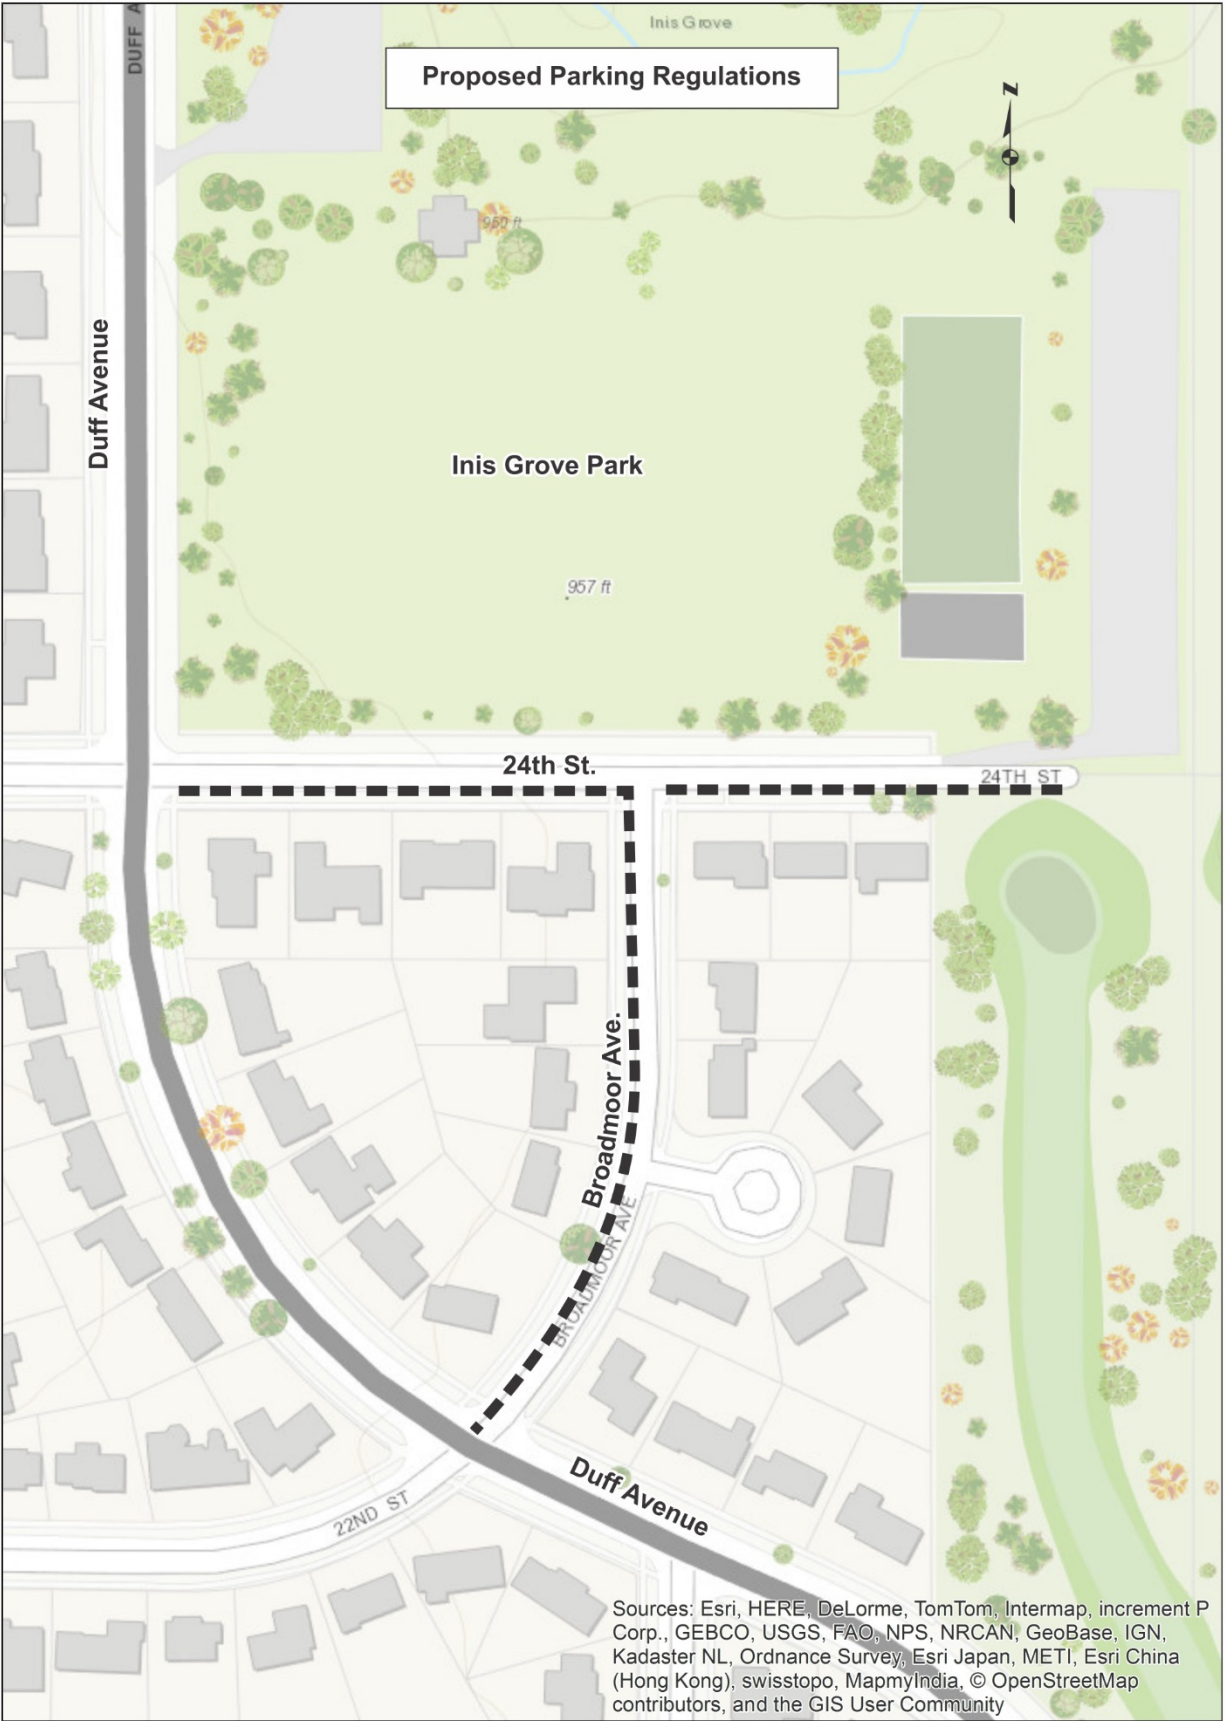 DUFF A
Inis Grove
Proposed Parking Regulations
N
950 ft
Duff Avenue
Inis Grove Park
957 ft
24th St.
24TH ST
Broadmoor Ave.
BROADMOOR AVE
Duff Avenue
22ND ST
Sources: Esri, HERE, DeLorme, TomTom, Intermap, increment P
Corp., GEBCO, USGS, FAO, NPS, NRCAN, GeoBase, IGN,
Kadaster NL, Ordnance Survey, Esri Japan, METI, Esri China
(Hong Kong), swisstopo, MapmyIndia, © OpenStreetMap
contributors, and the GIS User Community